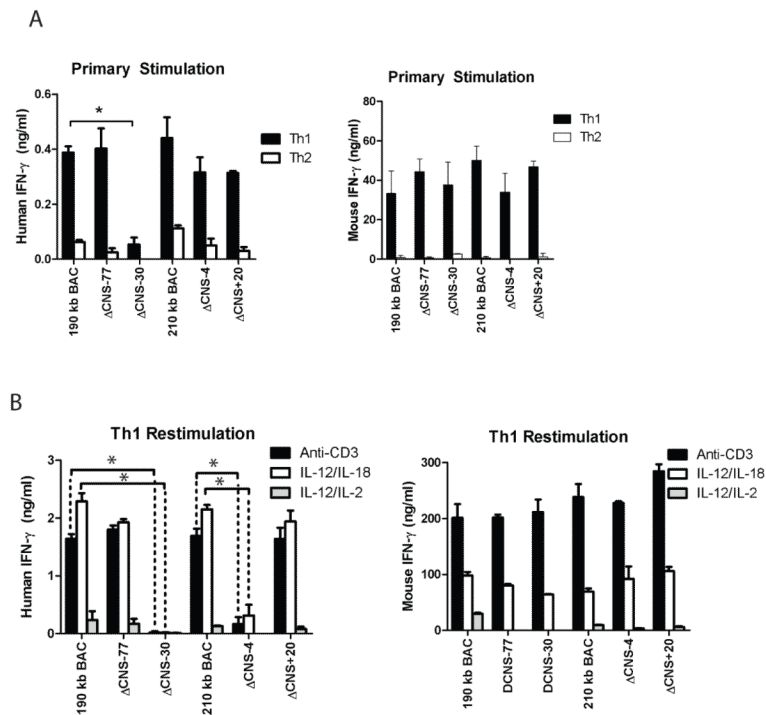 A
Primary Stimulation
Human IFN-γ (ng/ml)
0.6
0.4
0.2
0.0
*
Th1
Th2
190 kb BAC
ΔCNS-77
ΔCNS-30
210 kb BAC
ΔCNS-4
ΔCNS+20
Primary Stimulation
Mouse IFN-γ (ng/ml)
80
60
40
20
0
Th1
Th2
190 kb BAC
ΔCNS-77
ΔCNS-30
210 kb BAC
ΔCNS-4
ΔCNS+20
B
Th1 Restimulation
Human IFN-γ (ng/ml)
3
2
1
0
*
*
*
*
Anti-CD3
IL-12/IL-18
IL-12/IL-2
190 kb BAC
ΔCNS-77
ΔCNS-30
210 kb BAC
ΔCNS-4
ΔCNS+20
Th1 Restimulation
Mouse IFN-γ (ng/ml)
300
200
100
0
Anti-CD3
IL-12/IL-18
IL-12/IL-2
190 kb BAC
DCNS-77
DCNS-30
210 kb BAC
ΔCNS-4
ΔCNS+20